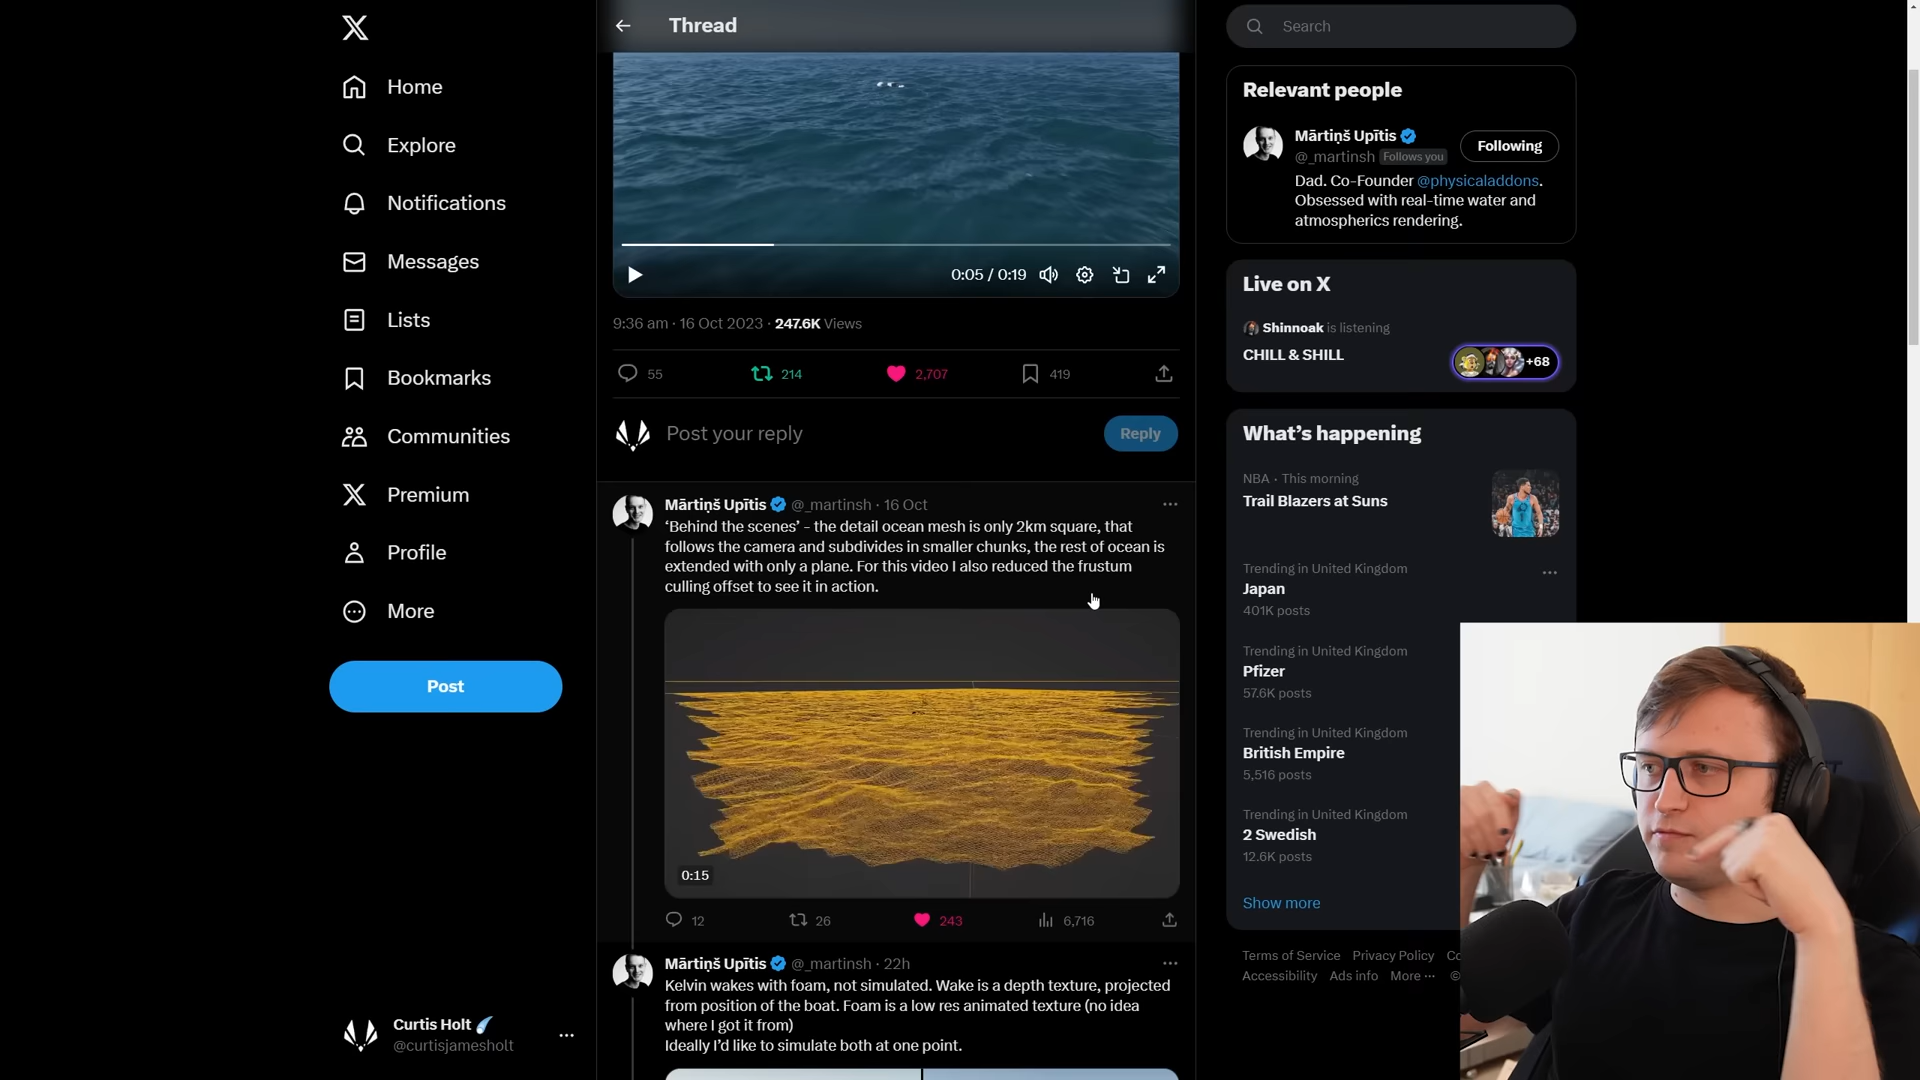 Home
Explore
Notifications
Messages
Lists
Bookmarks
Communities
Premium
Profile
More
Post
Curtis Holt
@curtisjamesholt
Thread
0:05 / 0:19
9:36 am · 16 Oct 2023 · 247.6K Views
55
214
2,707
419
Post your reply
Reply
Mārtiņš Upītis @_martinsh · 16 Oct
‘Behind the scenes’ - the detail ocean mesh is only 2km square, that
follows the camera and subdivides in smaller chunks, the rest of ocean is
extended with only a plane. For this video I also reduced the frustum
culling offset to see it in action.
0:15
12
26
243
6,716
Mārtiņš Upītis @_martinsh · 22h
Kelvin wakes with foam, not simulated. Wake is a depth texture, projected
from position of the boat. Foam is a low res animated texture (no idea
where I got it from)
Ideally I’d like to simulate both at one point.
Search
Relevant people
Mārtiņš Upītis
@_martinsh Follows you
Following
Dad. Co-Founder @physicaladdons.
Obsessed with real-time water and
atmospherics rendering.
Live on X
Shinnoak is listening
CHILL & SHILL
+68
What’s happening
NBA · This morning
Trail Blazers at Suns
Trending in United Kingdom
Japan
401K posts
Trending in United Kingdom
Pfizer
57.6K posts
Trending in United Kingdom
British Empire
5,516 posts
Trending in United Kingdom
2 Swedish
12.6K posts
Show more
Terms of Service Privacy Policy
Accessibility Ads info More ··· ©